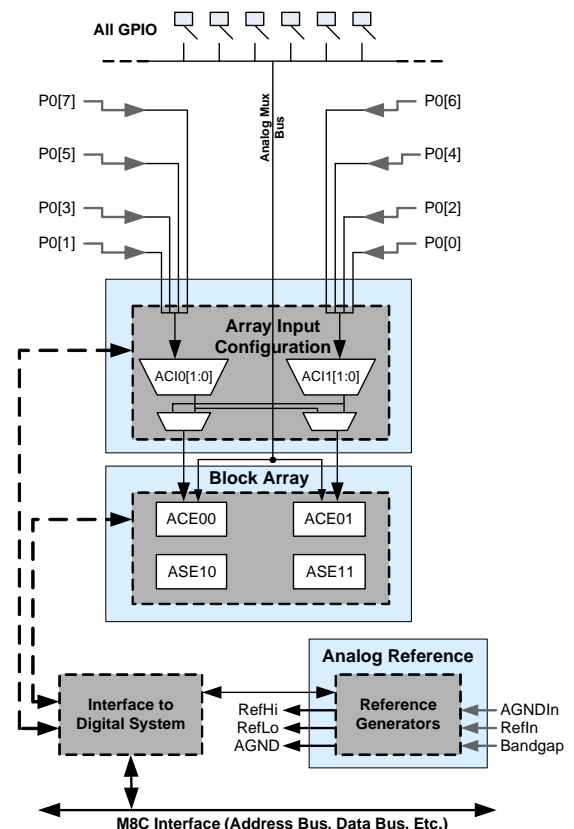 All GPIO
P0[7]
P0[6]
Analog Mux
Bus
P0[5]
P0[4]
P0[3]
P0[2]
P0[1]
P0[0]
Array Input
Configuration
ACI0[1:0]
ACI1[1:0]
Block Array
ACE00
ACE01
ASE10
ASE11
Analog Reference
Interface to
Digital System
Reference
Generators
RefHi
RefLo
AGND
AGNDIn
RefIn
Bandgap
M8C Interface (Address Bus, Data Bus, Etc.)